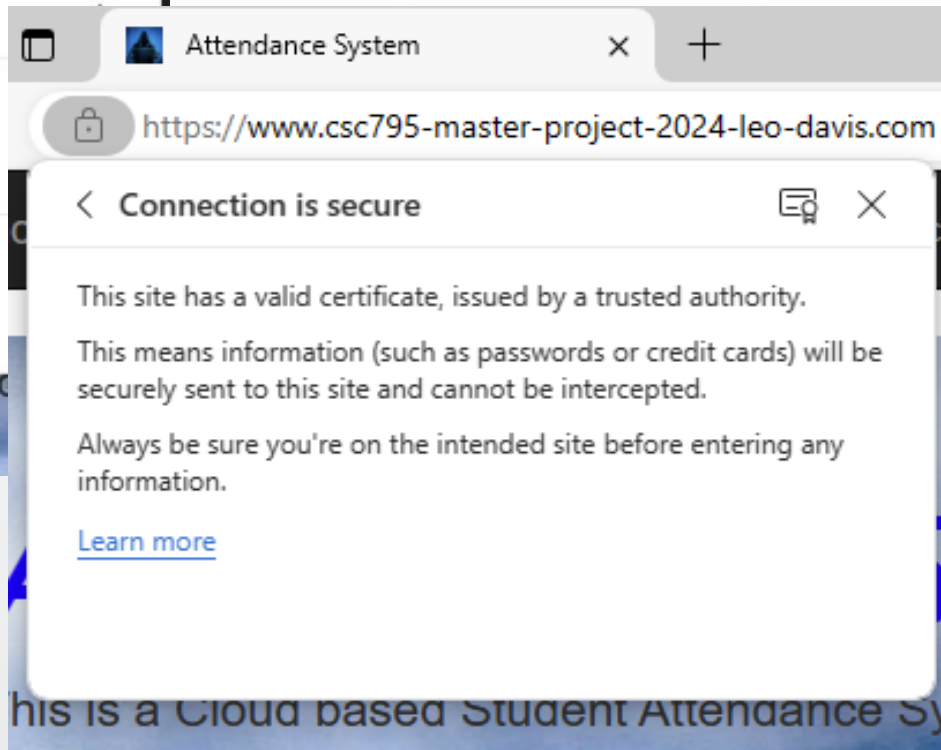 Attendance System
https://www.csc795-master-project-2024-leo-davis.com
Connection is secure
This site has a valid certificate, issued by a trusted authority.
This means information (such as passwords or credit cards) will be
securely sent to this site and cannot be intercepted.
Always be sure you're on the intended site before entering any
information.
Learn more
his is a Cloud based Student Attendance Sy